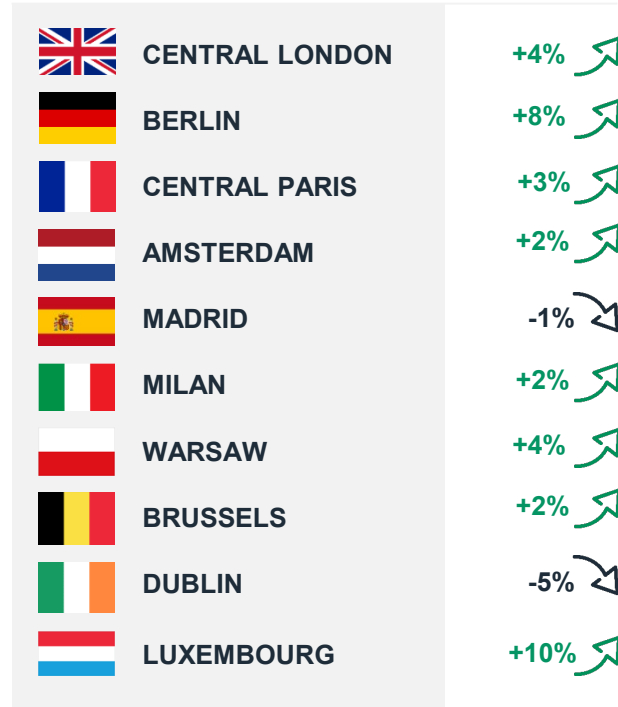 CENTRAL LONDON +4%
BERLIN +8%
CENTRAL PARIS +3%
AMSTERDAM +2%
MADRID -1%
MILAN +2%
WARSAW +4%
BRUSSELS +2%
DUBLIN -5%
LUXEMBOURG +10%